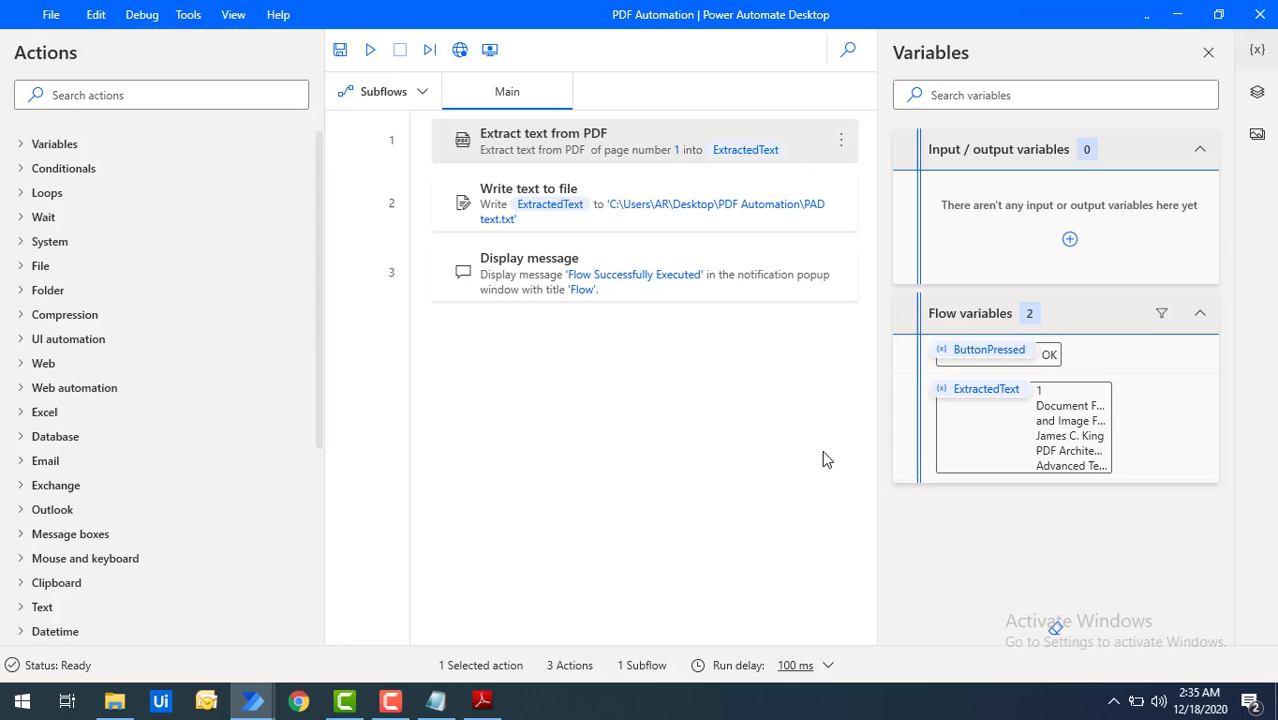 File Edit Debug Tools View Help
PDF Automation | Power Automate Desktop
Actions
Search actions
Variables
Conditionals
Loops
Wait
System
File
Folder
Compression
UI automation
Web
Web automation
Excel
Database
Email
Exchange
Outlook
Message boxes
Mouse and keyboard
Clipboard
Text
Datetime
Subflows
Main
1
Extract text from PDF
Extract text from PDF of page number 1 into ExtractedText
2
Write text to file
Write ExtractedText to 'C:\Users\AR\Desktop\PDF Automation\PAD
text.txt'
3
Display message
Display message 'Flow Successfully Executed' in the notification popup
window with title 'Flow'.
Variables
{x}
Search variables
Input / output variables 0
There aren't any input or output variables here yet
Flow variables 2
(x) ButtonPressed OK
(x) ExtractedText 1
Document F...
and Image F...
James C. King
PDF Archite...
Advanced Te...
Activate Windows
Go to Settings to activate Windows.
Status: Ready
1 Selected action 3 Actions 1 Subflow Run delay: 100 ms
Ui
2:35 AM
12/18/2020
2